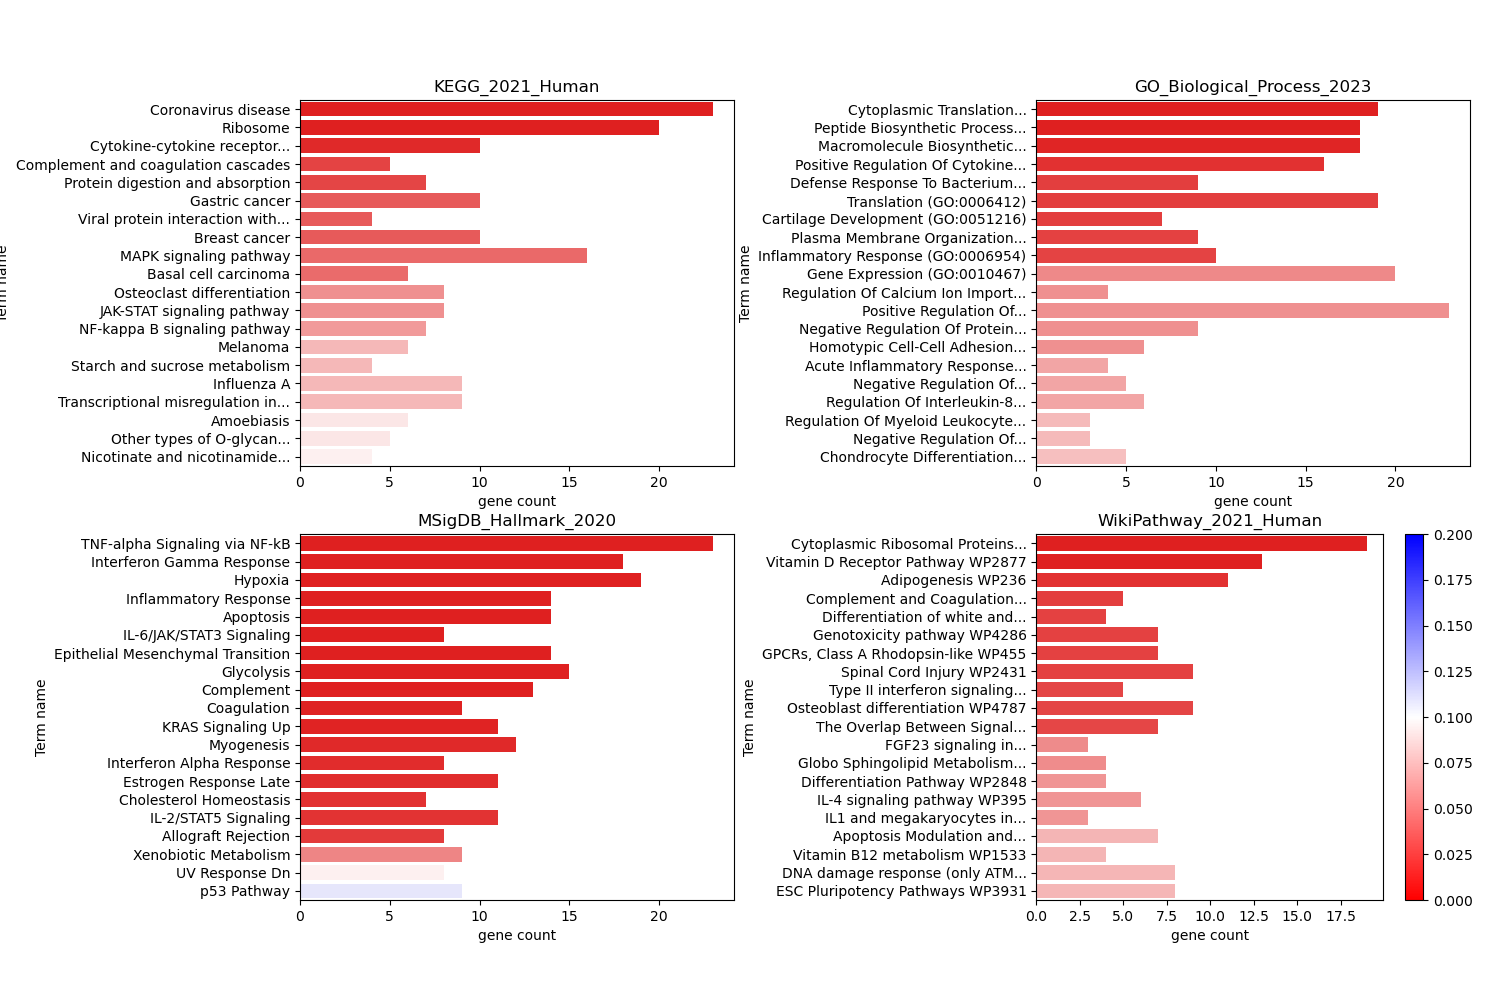 KEGG_2021_Human
Term name
Coronavirus disease
Ribosome
Cytokine-cytokine receptor...
Complement and coagulation cascades
Protein digestion and absorption
Gastric cancer
Viral protein interaction with...
Breast cancer
MAPK signaling pathway
Basal cell carcinoma
Osteoclast differentiation
JAK-STAT signaling pathway
NF-kappa B signaling pathway
Melanoma
Starch and sucrose metabolism
Influenza A
Transcriptional misregulation in...
Amoebiasis
Other types of O-glycan...
Nicotinate and nicotinamide...
0 5 10 15 20
gene count
GO_Biological_Process_2023
Term name
Cytoplasmic Translation...
Peptide Biosynthetic Process...
Macromolecule Biosynthetic...
Positive Regulation Of Cytokine...
Defense Response To Bacterium...
Translation (GO:0006412)
Cartilage Development (GO:0051216)
Plasma Membrane Organization...
Inflammatory Response (GO:0006954)
Gene Expression (GO:0010467)
Regulation Of Calcium Ion Import...
Positive Regulation Of...
Negative Regulation Of Protein...
Homotypic Cell-Cell Adhesion...
Acute Inflammatory Response...
Negative Regulation Of...
Regulation Of Interleukin-8...
Regulation Of Myeloid Leukocyte...
Negative Regulation Of...
Chondrocyte Differentiation...
0 5 10 15 20
gene count
MSigDB_Hallmark_2020
Term name
TNF-alpha Signaling via NF-kB
Interferon Gamma Response
Hypoxia
Inflammatory Response
Apoptosis
IL-6/JAK/STAT3 Signaling
Epithelial Mesenchymal Transition
Glycolysis
Complement
Coagulation
KRAS Signaling Up
Myogenesis
Interferon Alpha Response
Estrogen Response Late
Cholesterol Homeostasis
IL-2/STAT5 Signaling
Allograft Rejection
Xenobiotic Metabolism
UV Response Dn
p53 Pathway
0 5 10 15 20
gene count
WikiPathway_2021_Human
Term name
Cytoplasmic Ribosomal Proteins...
Vitamin D Receptor Pathway WP2877
Adipogenesis WP236
Complement and Coagulation...
Differentiation of white and...
Genotoxicity pathway WP4286
GPCRs, Class A Rhodopsin-like WP455
Spinal Cord Injury WP2431
Type II interferon signaling...
Osteoblast differentiation WP4787
The Overlap Between Signal...
FGF23 signaling in...
Globo Sphingolipid Metabolism...
Differentiation Pathway WP2848
IL-4 signaling pathway WP395
IL1 and megakaryocytes in...
Apoptosis Modulation and...
Vitamin B12 metabolism WP1533
DNA damage response (only ATM...
ESC Pluripotency Pathways WP3931
0.0 2.5 5.0 7.5 10.0 12.5 15.0 17.5
gene count
0.200
0.175
0.150
0.125
0.100
0.075
0.050
0.025
0.000